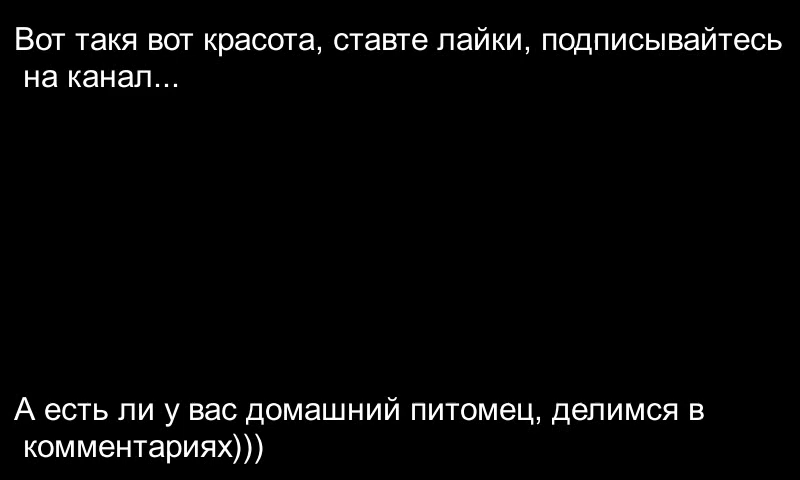 Вот такя вот красота, ставте лайки, подписывайтесь
на канал...
А есть ли у вас домашний питомец, делимся в
комментариях)))